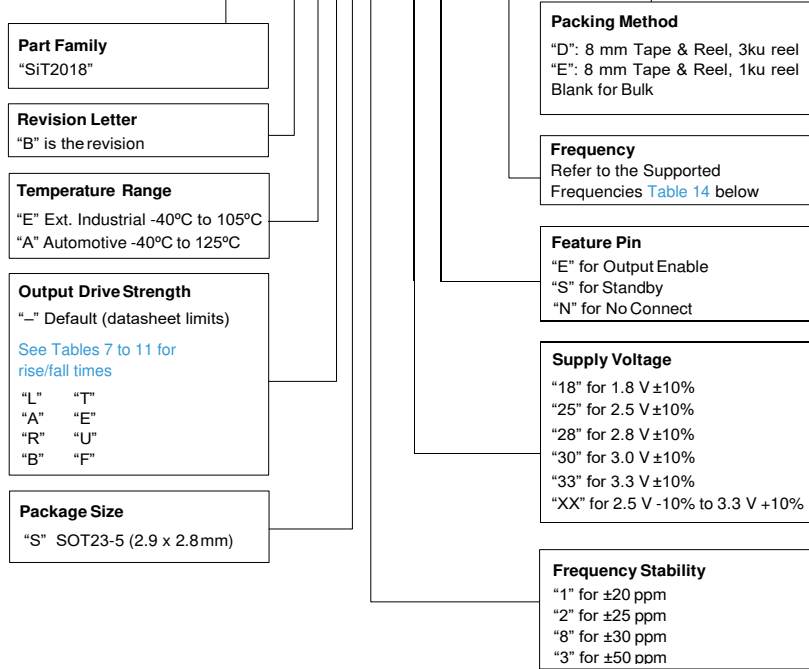 Part Family
“SiT2018”
Revision Letter
“B” is the revision
Temperature Range
“E” Ext. Industrial -40ºC to 105ºC
“A” Automotive -40ºC to 125ºC
Output Drive Strength
“–” Default (datasheet limits)
See Tables 7 to 11 for
rise/fall times
“L” “T”
“A” “E”
“R” “U”
“B” “F”
Package Size
“S” SOT23-5 (2.9 x 2.8 mm)
Packing Method
“D”: 8 mm Tape & Reel, 3ku reel
“E”: 8 mm Tape & Reel, 1ku reel
Blank for Bulk
Frequency
Refer to the Supported
Frequencies Table 14 below
Feature Pin
“E” for Output Enable
“S” for Standby
“N” for No Connect
Supply Voltage
“18” for 1.8 V ±10%
“25” for 2.5 V ±10%
“28” for 2.8 V ±10%
“30” for 3.0 V ±10%
“33” for 3.3 V ±10%
“XX” for 2.5 V -10% to 3.3 V +10%
Frequency Stability
“1” for ±20 ppm
“2” for ±25 ppm
“8” for ±30 ppm
“3” for ±50 ppm